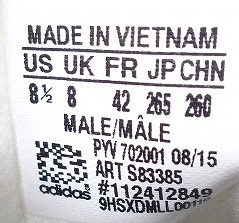 MADE IN VIETNAM
US UK FR JP CHN
8½ 8 42 265 260
MALE/MÂLE
PYV 702001 08/15
ART S83385
#112412849
adidas